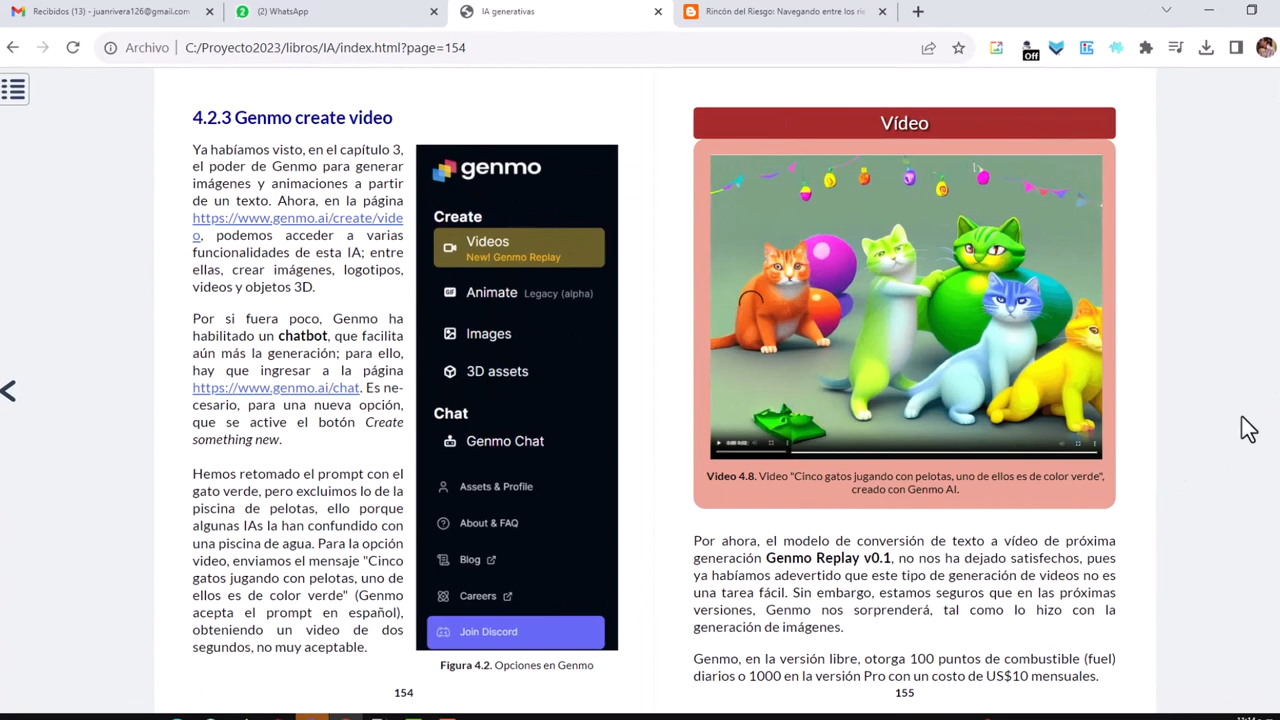 Recibidos (13) - juanrivera126@gmail.com
(2) WhatsApp
IA generativas
Rincón del Riesgo: Navegando entre los rie
Archivo
C:/Proyecto2023/libros/IA/index.html?page=154
Off
4.2.3 Genmo create video
Ya habíamos visto, en el capítulo 3,
el poder de Genmo para generar
imágenes y animaciones a partir
de un texto. Ahora, en la página
https://www.genmo.ai/create/vide
o, podemos acceder a varias
funcionalidades de esta IA; entre
ellas, crear imágenes, logotipos,
videos y objetos 3D.
Por si fuera poco, Genmo ha
habilitado un chatbot, que facilita
aún más la generación; para ello,
hay que ingresar a la página
https://www.genmo.ai/chat. Es ne-
cesario, para una nueva opción,
que se active el botón Create
something new.
Hemos retomado el prompt con el
gato verde, pero excluimos lo de la
piscina de pelotas, ello porque
algunas IAs la han confundido con
una piscina de agua. Para la opción
video, enviamos el mensaje "Cinco
gatos jugando con pelotas, uno de
ellos es de color verde" (Genmo
acepta el prompt en español),
obteniendo un video de dos
segundos, no muy aceptable.
genmo
Create
Videos
New! Genmo Replay
Animate Legacy (alpha)
Images
3D assets
Chat
Genmo Chat
Assets & Profile
About & FAQ
Blog
Careers
Join Discord
Figura 4.2. Opciones en Genmo
154
Vídeo
Video 4.8. Video "Cinco gatos jugando con pelotas, uno de ellos es de color verde",
creado con Genmo AI.
Por ahora, el modelo de conversión de texto a vídeo de próxima
generación Genmo Replay v0.1, no nos ha dejado satisfechos, pues
ya habíamos adevertido que este tipo de generación de videos no es
una tarea fácil. Sin embargo, estamos seguros que en las próximas
versiones, Genmo nos sorprenderá, tal como lo hizo con la
generación de imágenes.
Genmo, en la versión libre, otorga 100 puntos de combustible (fuel)
diarios o 1000 en la versión Pro con un costo de US$10 mensuales.
155